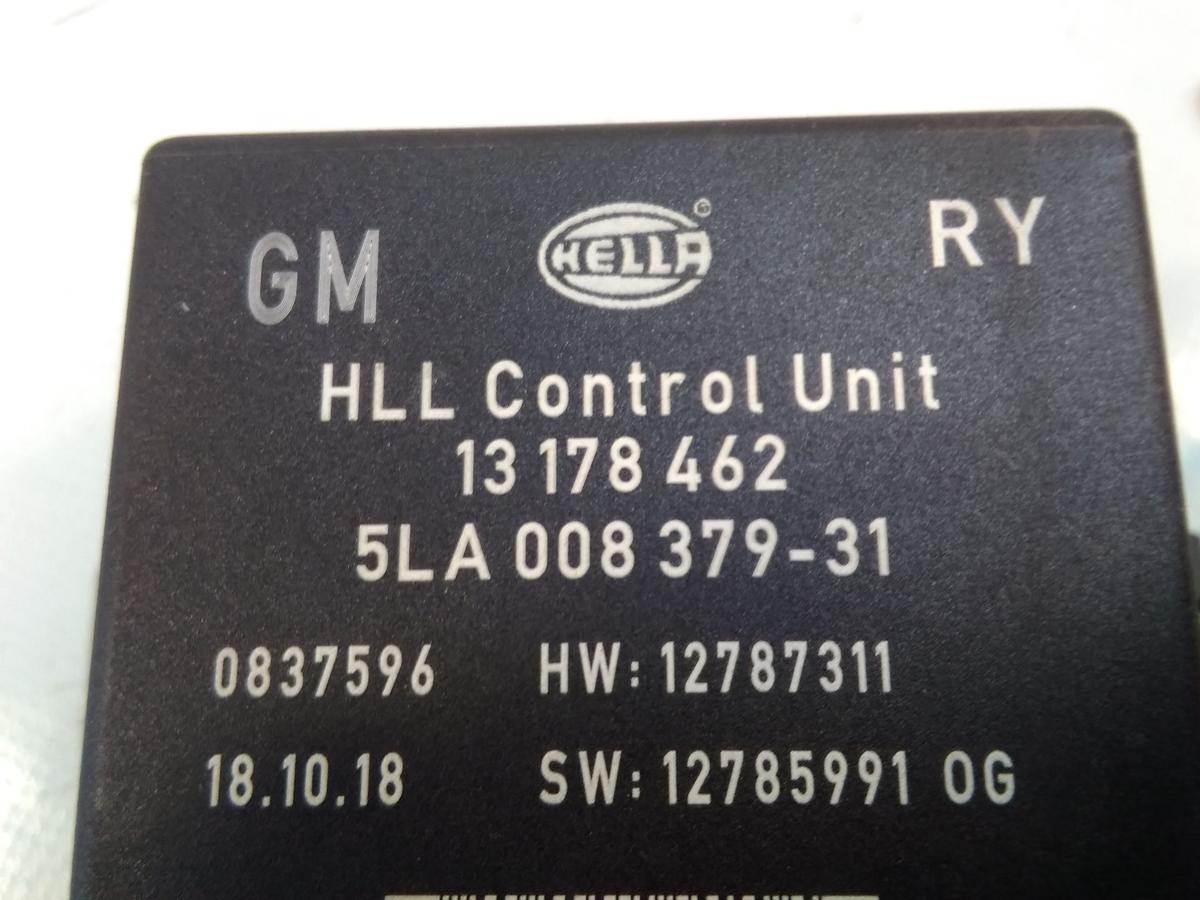 GM HELLA® RY
HLL Control Unit
13 178 462
5LA 008 379-31
0837596 HW: 12787311
18.10.18 SW: 12785991 OG